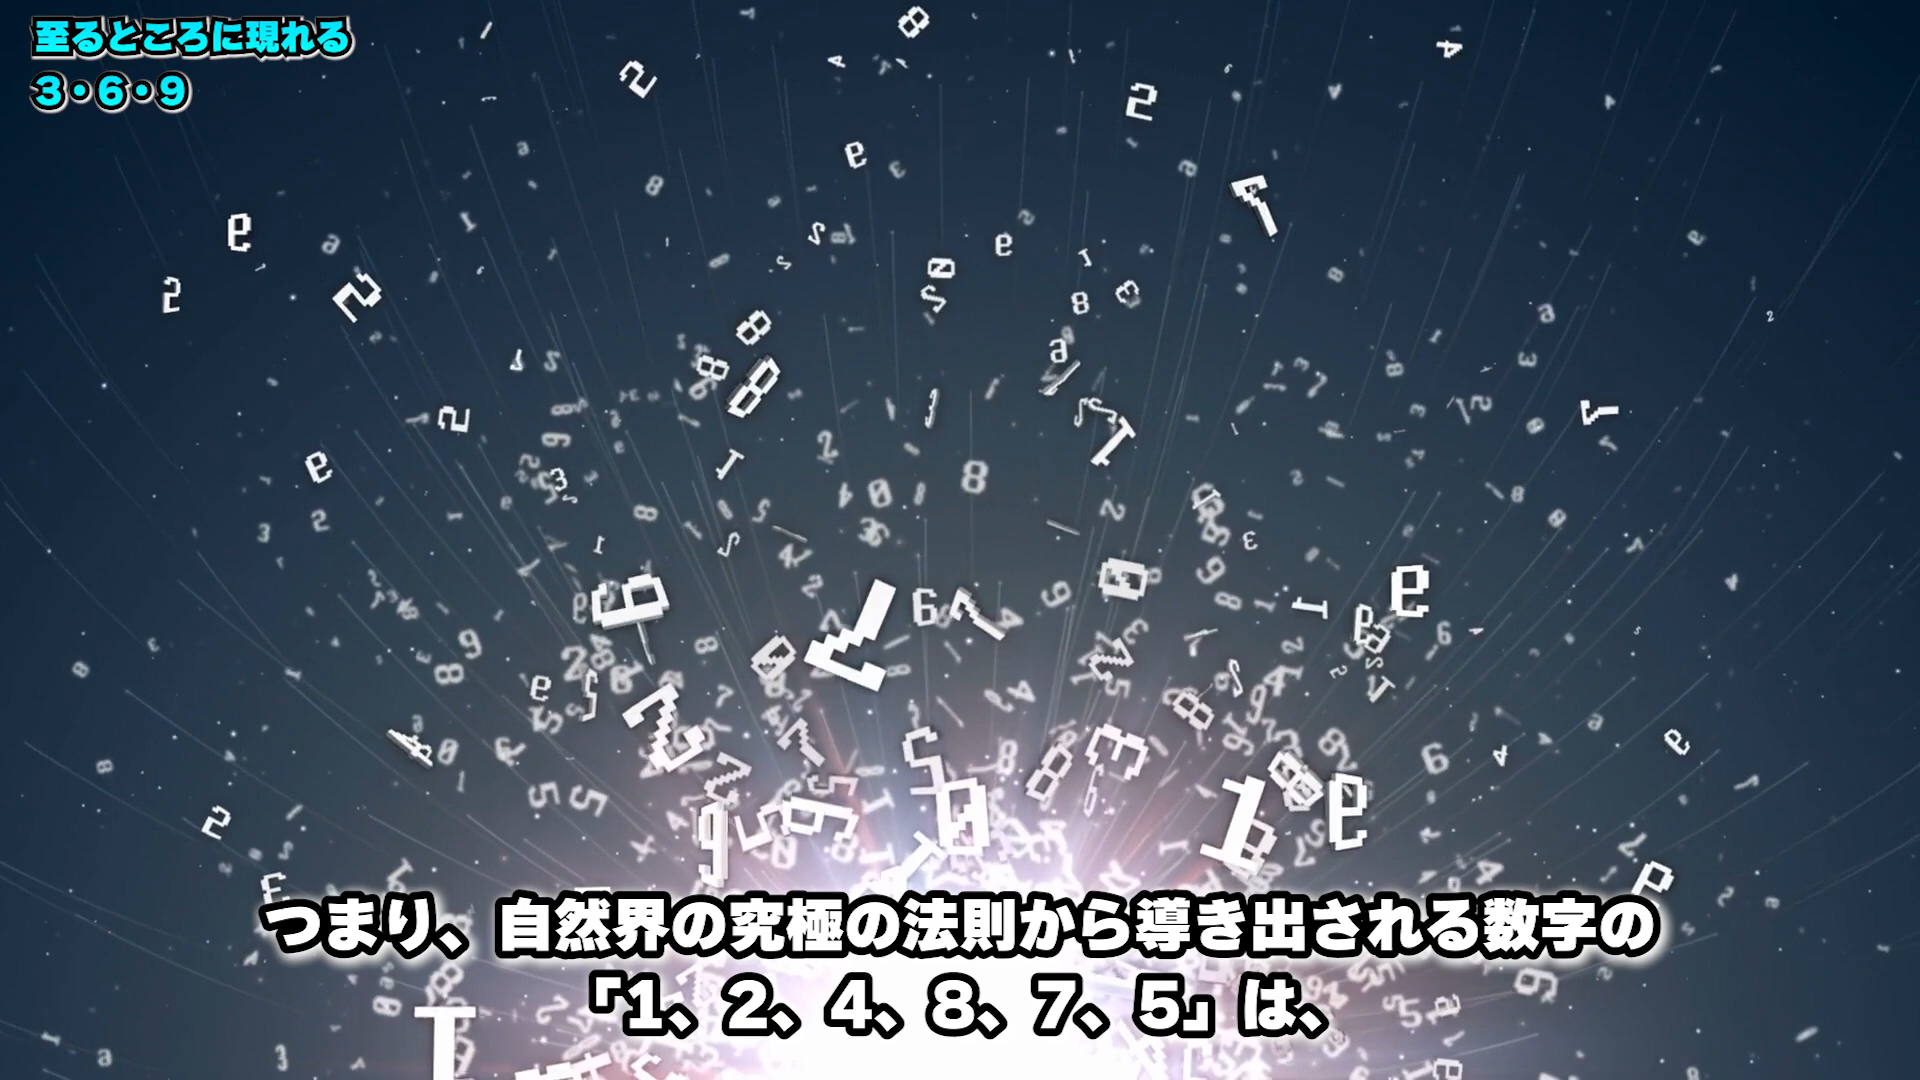 至るところに現れる
3・6・9
つまり、自然界の究極の法則から導き出される数字の
「1、2、4、8、7、5」は、